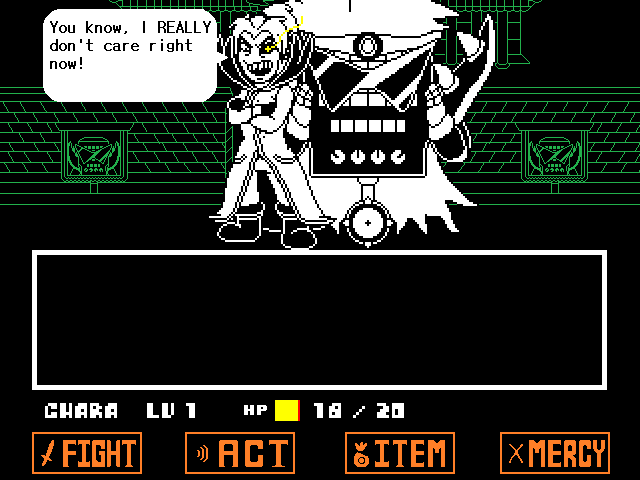 You know, I REALLY
don't care right
now!
CHARA LV 1 HP 18 / 20
FIGHT ACT ITEM MERCY